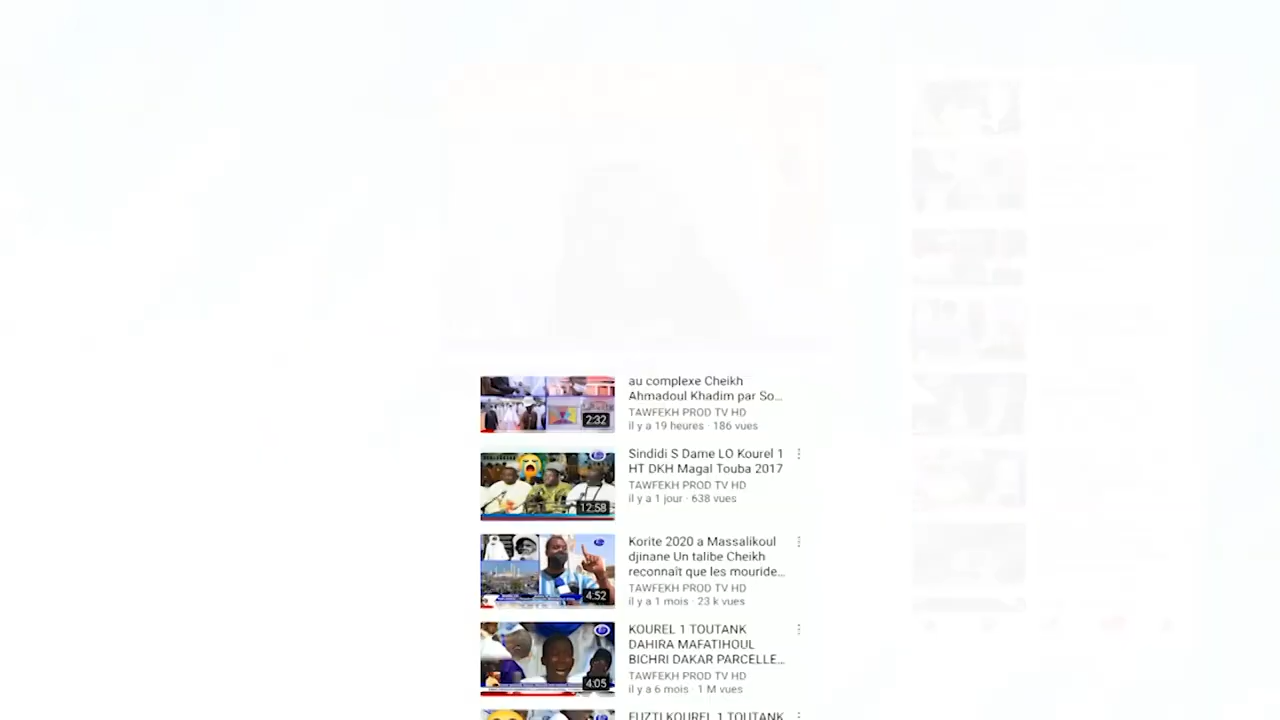 au complexe Cheikh
Ahmadoul Khadim par So...
TAWFEKH PROD TV HD
il y a 19 heures · 186 vues
2:32
Sindidi S Dame LO Kourel 1
HT DKH Magal Touba 2017
TAWFEKH PROD TV HD
il y a 1 jour · 638 vues
12:58
Korite 2020 a Massalikoul
djinane Un talibe Cheikh
reconnaît que les mouride...
TAWFEKH PROD TV HD
il y a 1 mois · 23 k vues
4:52
KOUREL 1 TOUTANK
DAHIRA MAFATIHOUL
BICHRI DAKAR PARCELLE...
TAWFEKH PROD TV HD
il y a 6 mois · 1 M vues
4:05
KOUREL 1 TOUTANK